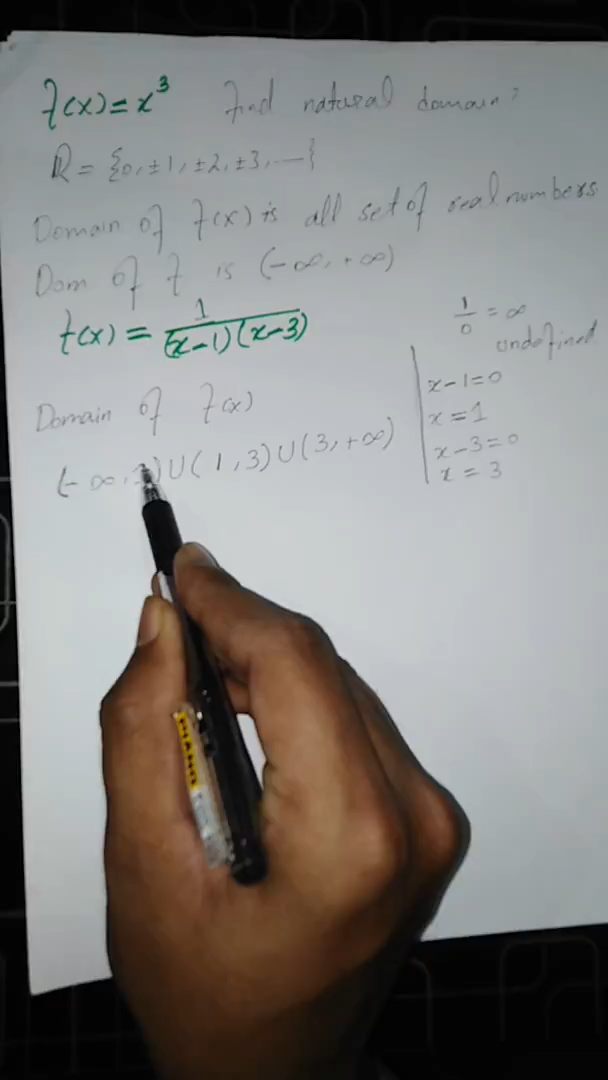 f(x) = x³ Find natural domain?
ℝ = {0, ±1, ±2, ±3, ---}
Domain of f(x) is all set of real numbers
Dom of f is (-∞, +∞)
f(x) = 1/(x-1)(x-3)
Domain of f(x)
(-∞, 1) ∪ (1, 3) ∪ (3, +∞)
1/0 = ∞
undefined
x-1=0
x=1
x-3=0
x = 3